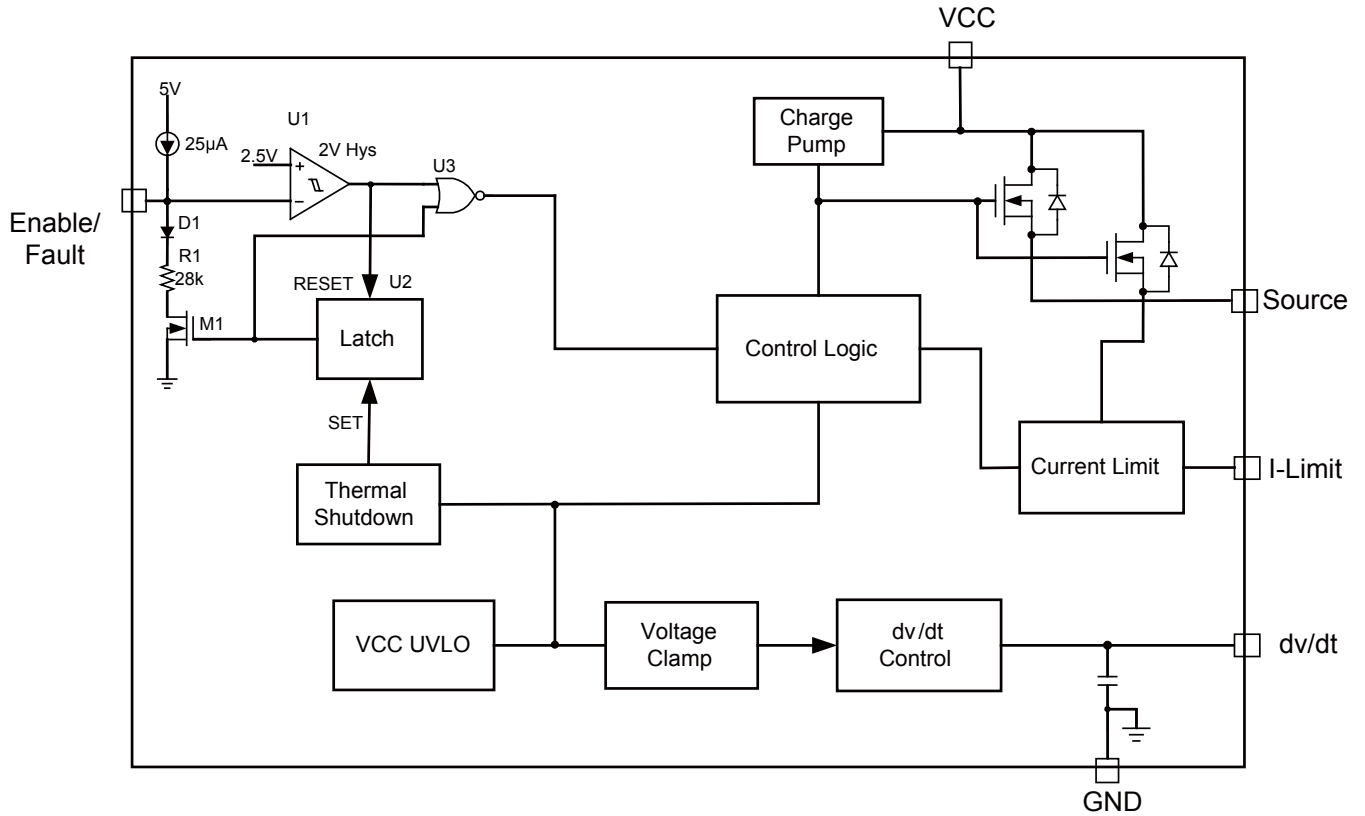 VCC
5V
U1
Charge
Pump
25µA
2V Hys
2.5V
+
U3
−
Enable/
Fault
D1
R1
28k
RESET
U2
Source
M1
Latch
Control Logic
SET
Current Limit
I-Limit
Thermal
Shutdown
VCC UVLO
Voltage
Clamp
dv/dt
Control
dv/dt
GND